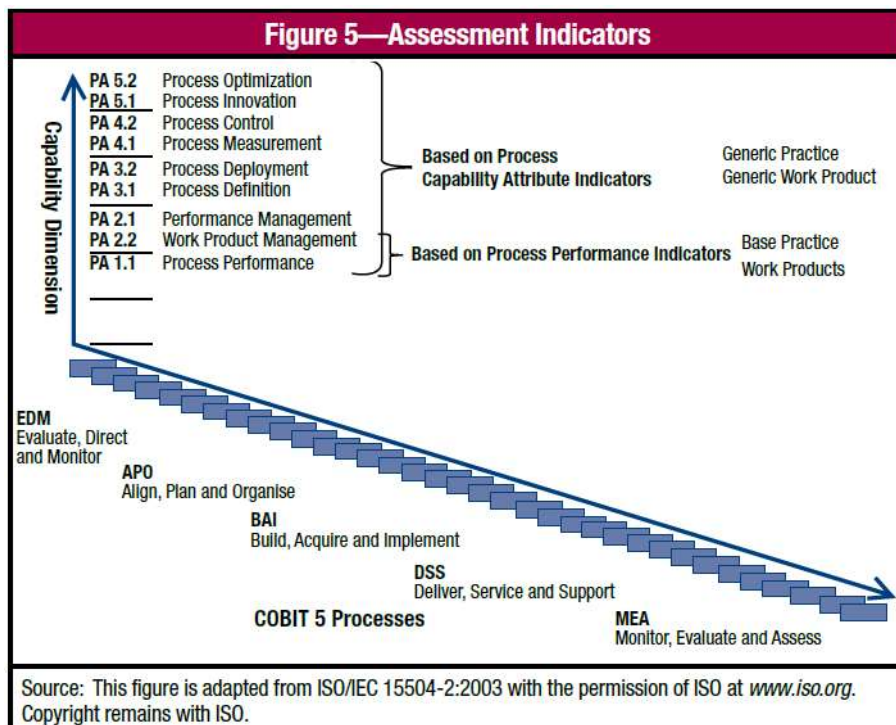 Figure 5—Assessment Indicators
Capability Dimension
PA 5.2 Process Optimization
PA 5.1 Process Innovation
PA 4.2 Process Control
PA 4.1 Process Measurement
PA 3.2 Process Deployment
PA 3.1 Process Definition
PA 2.1 Performance Management
PA 2.2 Work Product Management
PA 1.1 Process Performance
Based on Process
Capability Attribute Indicators
Generic Practice
Generic Work Product
Based on Process Performance Indicators
Base Practice
Work Products
EDM
Evaluate, Direct
and Monitor
APO
Align, Plan and Organise
BAI
Build, Acquire and Implement
DSS
Deliver, Service and Support
MEA
Monitor, Evaluate and Assess
COBIT 5 Processes
Source: This figure is adapted from ISO/IEC 15504-2:2003 with the permission of ISO at www.iso.org.
Copyright remains with ISO.